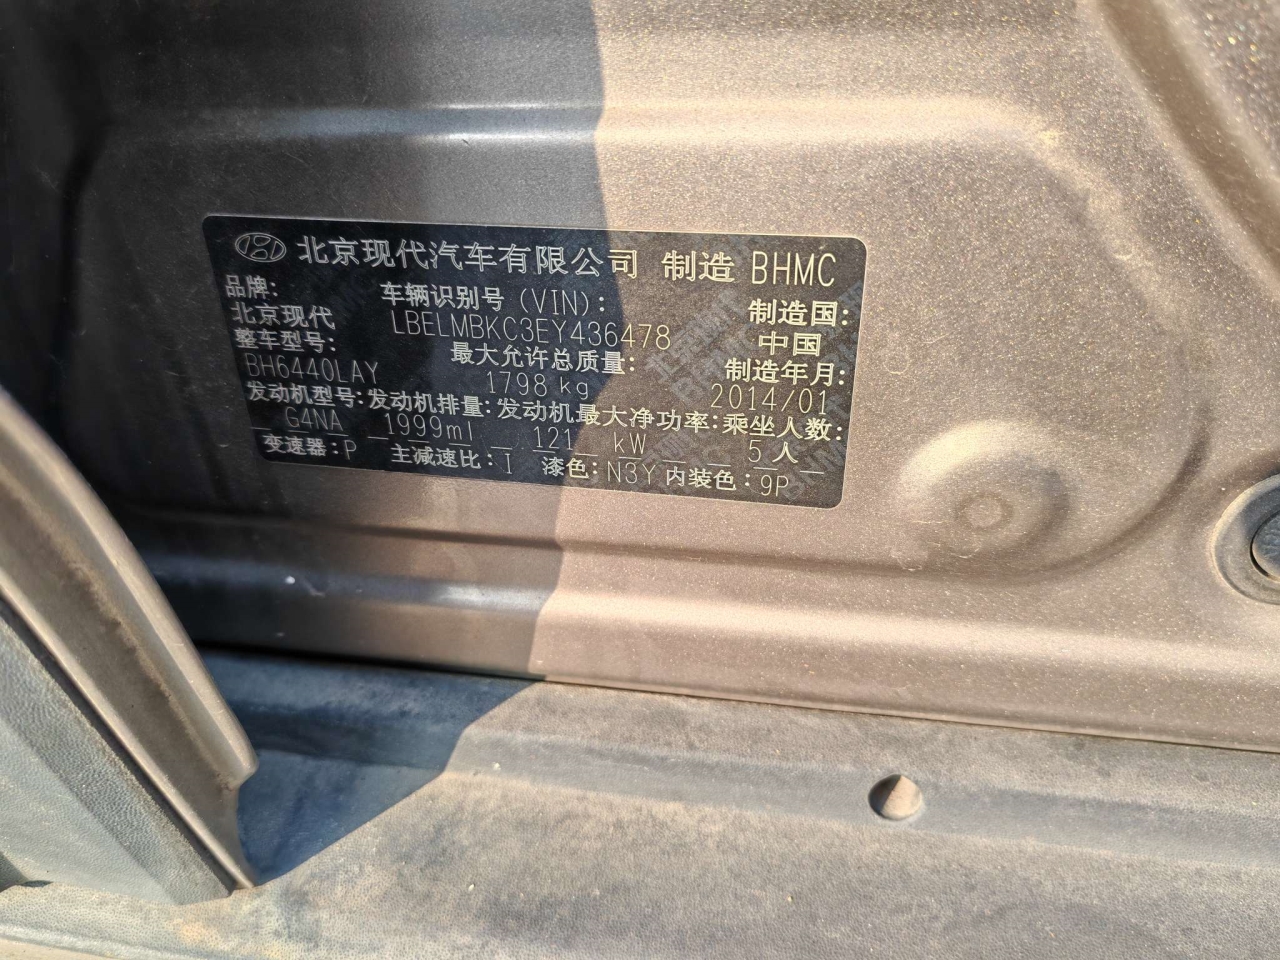 北京现代汽车有限公司 制造 BHMC
品牌: 车辆识别号 (VIN): 制造国:
北京现代 LBELMBKC3EY436478 中国
整车型号: 最大允许总质量: 制造年月:
BH6440LAY 1798 kg 2014/01
发动机型号: 发动机排量: 发动机最大净功率: 乘坐人数:
G4NA 1999ml 121 kW 5 人
变速器: P 主减速比: I 漆色: N3Y 内装色: 9P